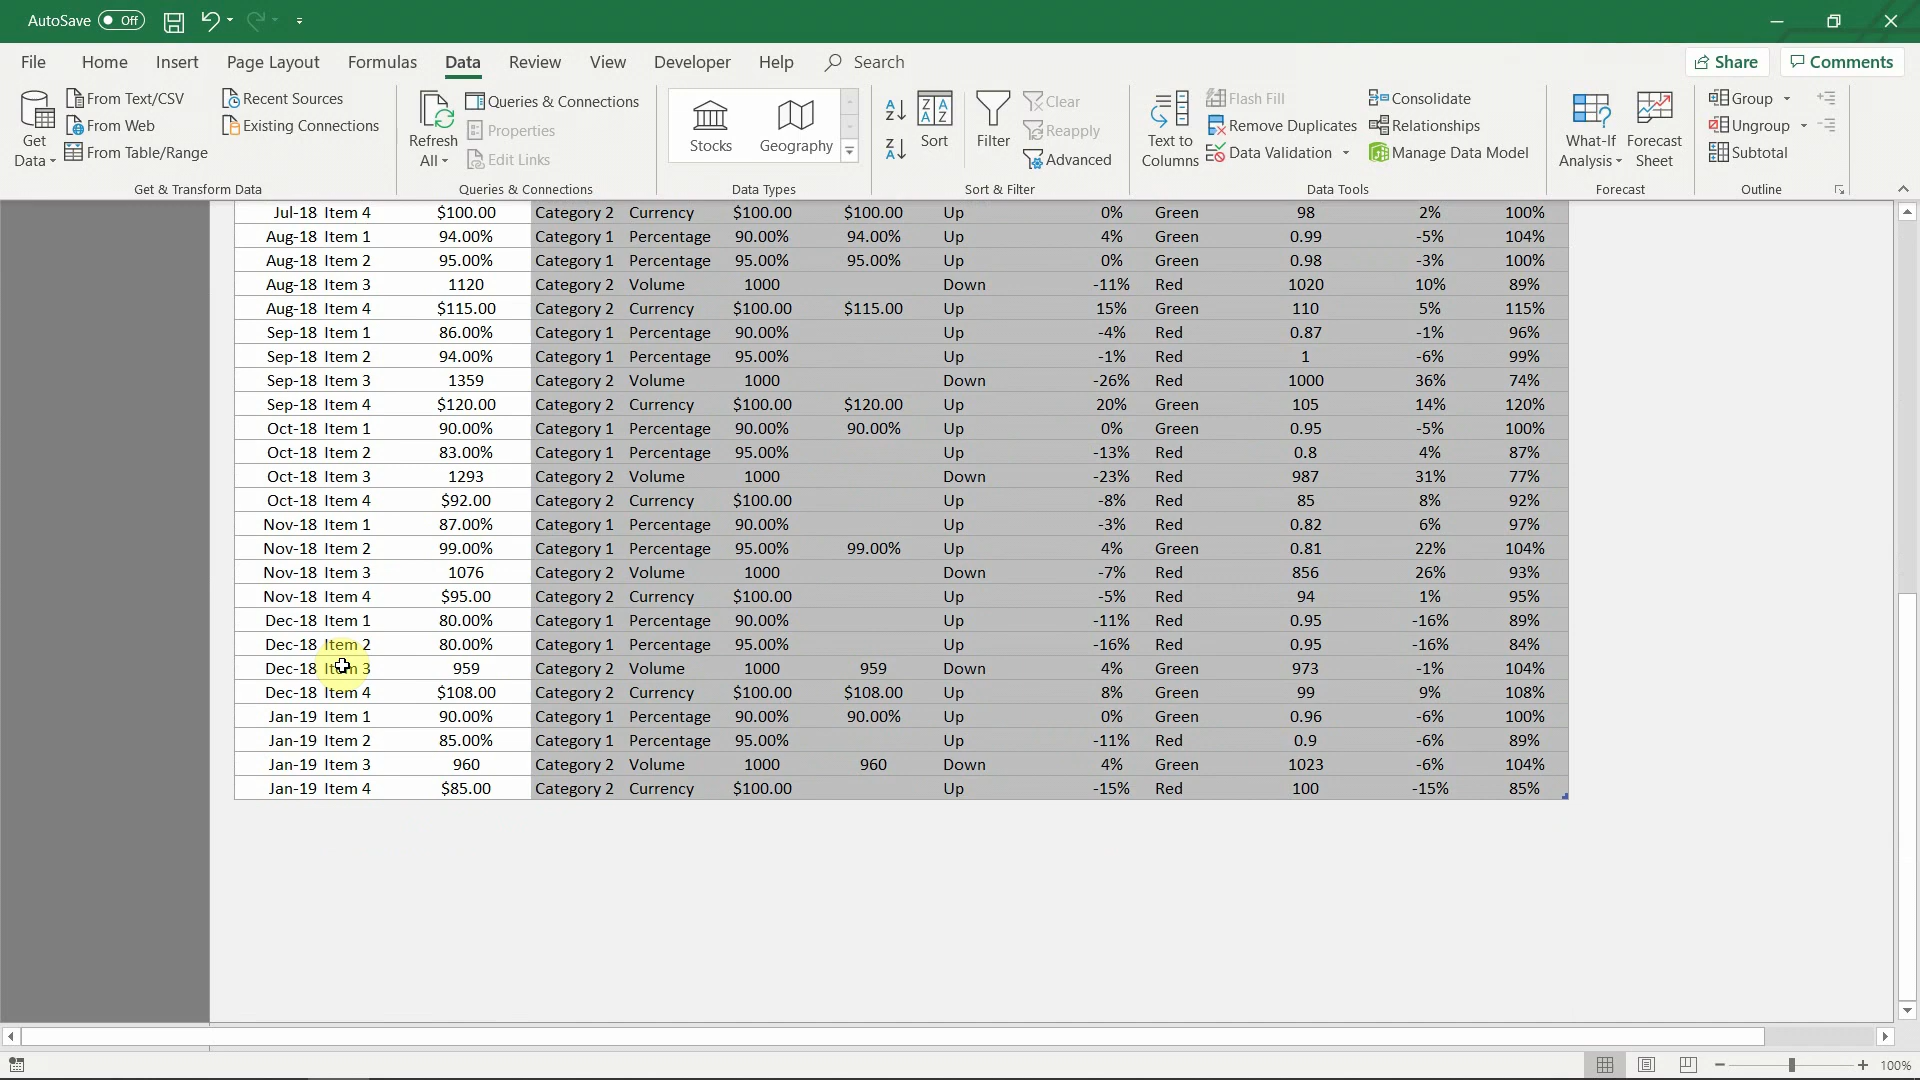 AutoSave Off
File Home Insert Page Layout Formulas Data Review View Developer Help Search Share Comments
Get Data From Text/CSV From Web From Table/Range Recent Sources Existing Connections
Get & Transform Data
Refresh All Queries & Connections Properties Edit Links
Queries & Connections
Stocks Geography
Data Types
Sort Filter Clear Reapply Advanced
Sort & Filter
Text to Columns Flash Fill Remove Duplicates Data Validation Consolidate Relationships Manage Data Model
Data Tools
What-If Analysis Forecast Sheet
Forecast
Group Ungroup Subtotal
Outline
Jul-18 Item 4 $100.00 Category 2 Currency $100.00 $100.00 Up 0% Green 98 2% 100%
Aug-18 Item 1 94.00% Category 1 Percentage 90.00% 94.00% Up 4% Green 0.99 -5% 104%
Aug-18 Item 2 95.00% Category 1 Percentage 95.00% 95.00% Up 0% Green 0.98 -3% 100%
Aug-18 Item 3 1120 Category 2 Volume 1000 Down -11% Red 1020 10% 89%
Aug-18 Item 4 $115.00 Category 2 Currency $100.00 $115.00 Up 15% Green 110 5% 115%
Sep-18 Item 1 86.00% Category 1 Percentage 90.00% Up -4% Red 0.87 -1% 96%
Sep-18 Item 2 94.00% Category 1 Percentage 95.00% Up -1% Red 1 -6% 99%
Sep-18 Item 3 1359 Category 2 Volume 1000 Down -26% Red 1000 36% 74%
Sep-18 Item 4 $120.00 Category 2 Currency $100.00 $120.00 Up 20% Green 105 14% 120%
Oct-18 Item 1 90.00% Category 1 Percentage 90.00% 90.00% Up 0% Green 0.95 -5% 100%
Oct-18 Item 2 83.00% Category 1 Percentage 95.00% Up -13% Red 0.8 4% 87%
Oct-18 Item 3 1293 Category 2 Volume 1000 Down -23% Red 987 31% 77%
Oct-18 Item 4 $92.00 Category 2 Currency $100.00 Up -8% Red 85 8% 92%
Nov-18 Item 1 87.00% Category 1 Percentage 90.00% Up -3% Red 0.82 6% 97%
Nov-18 Item 2 99.00% Category 1 Percentage 95.00% 99.00% Up 4% Green 0.81 22% 104%
Nov-18 Item 3 1076 Category 2 Volume 1000 Down -7% Red 856 26% 93%
Nov-18 Item 4 $95.00 Category 2 Currency $100.00 Up -5% Red 94 1% 95%
Dec-18 Item 1 80.00% Category 1 Percentage 90.00% Up -11% Red 0.95 -16% 89%
Dec-18 Item 2 80.00% Category 1 Percentage 95.00% Up -16% Red 0.95 -16% 84%
Dec-18 Item 3 959 Category 2 Volume 1000 959 Down 4% Green 973 -1% 104%
Dec-18 Item 4 $108.00 Category 2 Currency $100.00 $108.00 Up 8% Green 99 9% 108%
Jan-19 Item 1 90.00% Category 1 Percentage 90.00% 90.00% Up 0% Green 0.96 -6% 100%
Jan-19 Item 2 85.00% Category 1 Percentage 95.00% Up -11% Red 0.9 -6% 89%
Jan-19 Item 3 960 Category 2 Volume 1000 960 Down 4% Green 1023 -6% 104%
Jan-19 Item 4 $85.00 Category 2 Currency $100.00 Up -15% Red 100 -15% 85%
100%